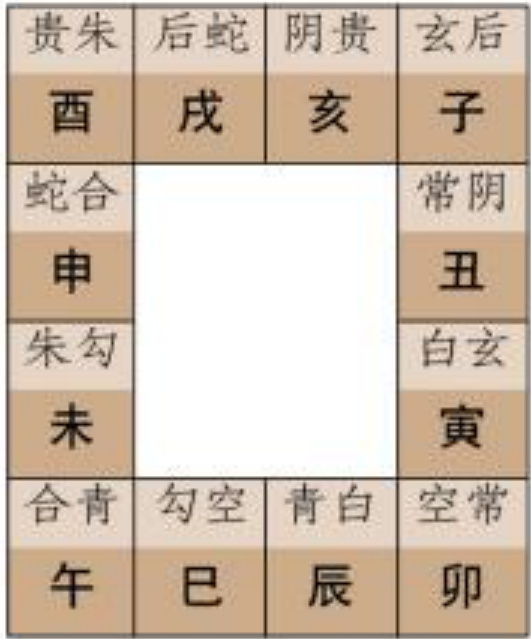 贵朱 后蛇 阴贵 玄后
酉 戌 亥 子
蛇合 常阴
申 丑
朱勾 白玄
未 寅
合青 勾空 青白 空常
午 巳 辰 卯